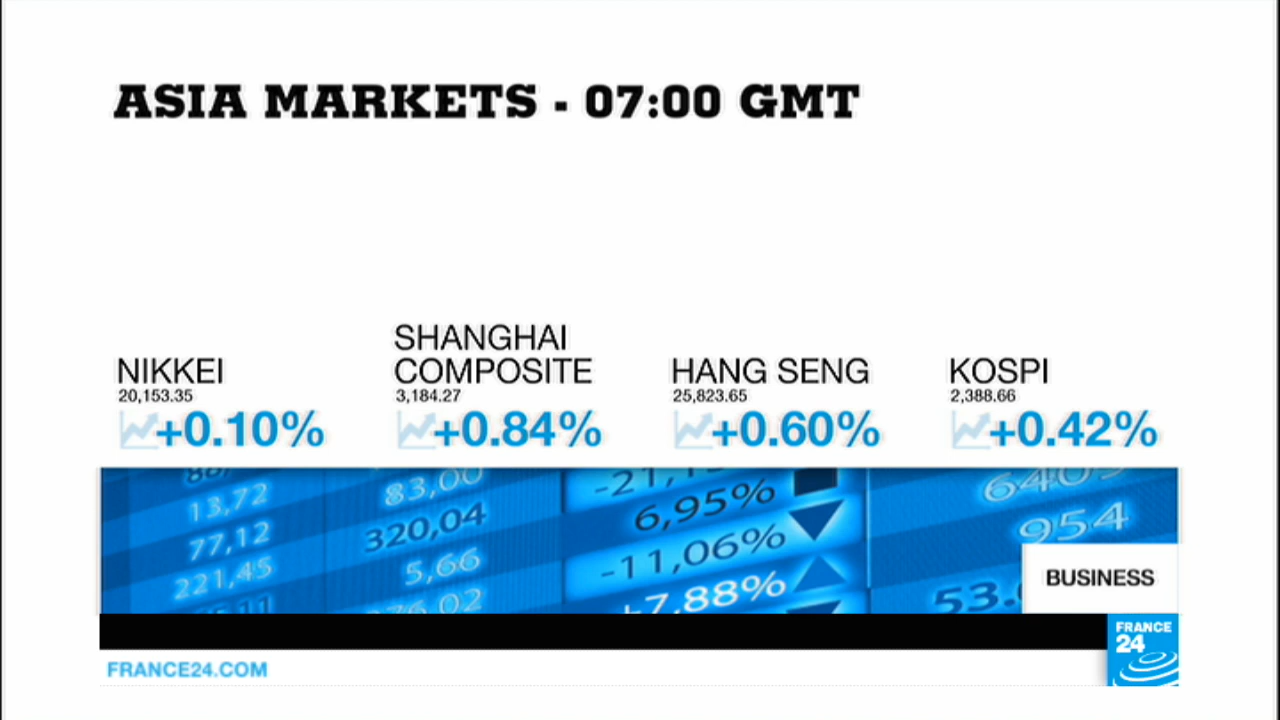 ASIA MARKETS - 07:00 GMT
NIKKEI
20,153.35
+0.10%
SHANGHAI
COMPOSITE
3,184.27
+0.84%
HANG SENG
25,823.65
+0.60%
KOSPI
2,388.66
+0.42%
13,72
77,12
221,45
83,00
320,04
5,66
6,95%
-11,06%
+7,88%
954
BUSINESS
FRANCE
24
FRANCE24.COM